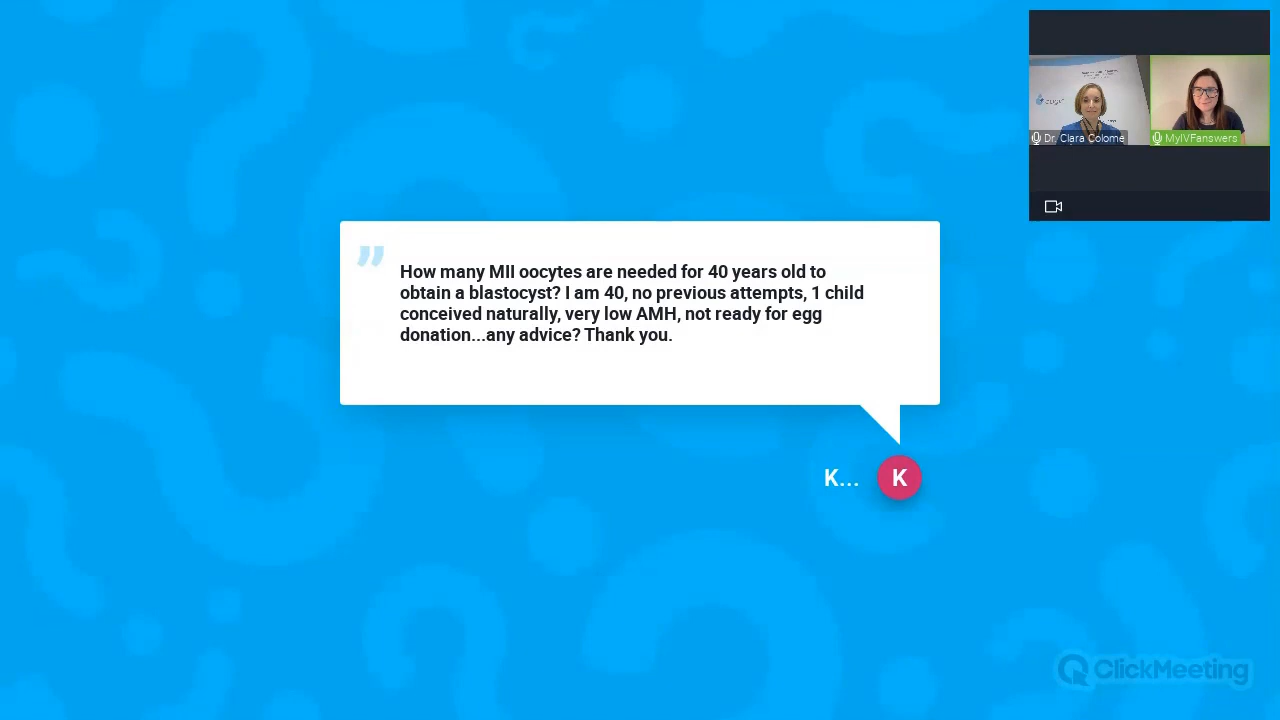 How many MII oocytes are needed for 40 years old to
obtain a blastocyst? I am 40, no previous attempts, 1 child
conceived naturally, very low AMH, not ready for egg
donation...any advice? Thank you.
K... K
Dr. Clara Colomé
MyIVFanswers
ClickMeeting